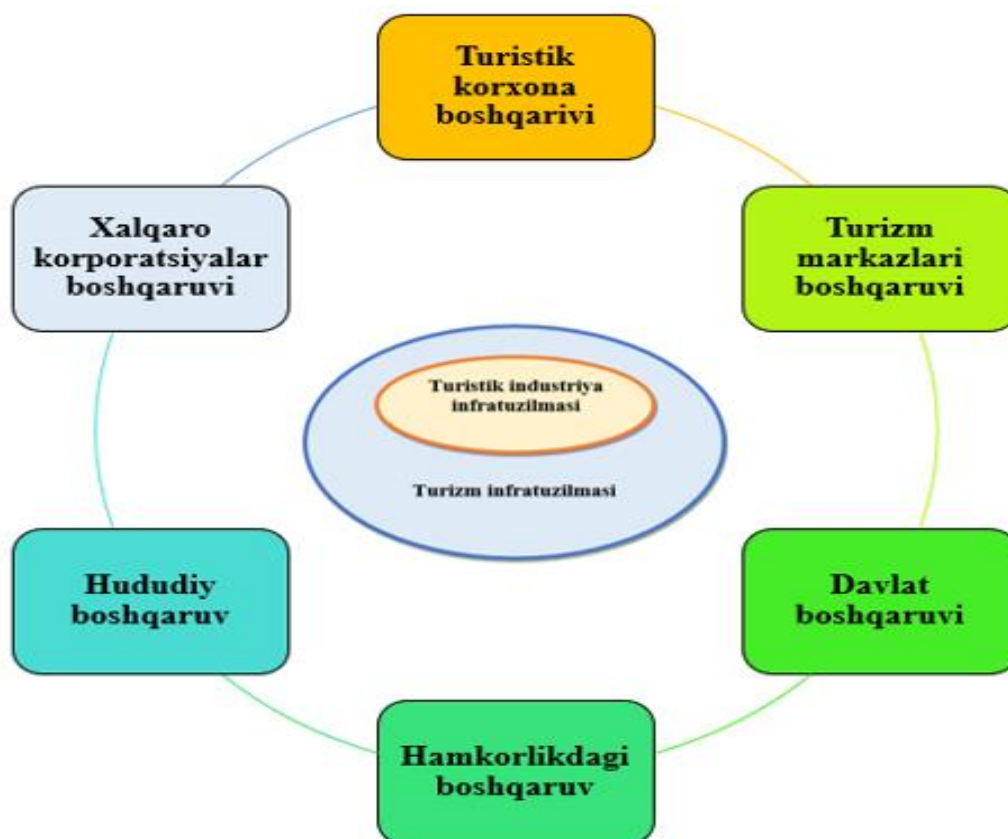 Turistik
korxona
boshqarivi
Turizm
markazlari
boshqaruvi
Davlat
boshqaruvi
Hamkorlikdagi
boshqaruv
Hududiy
boshqaruv
Xalqaro
korporatsiyalar
boshqaruvi
Turistik industriya
infratuzilmasi
Turizm infratuzilmasi